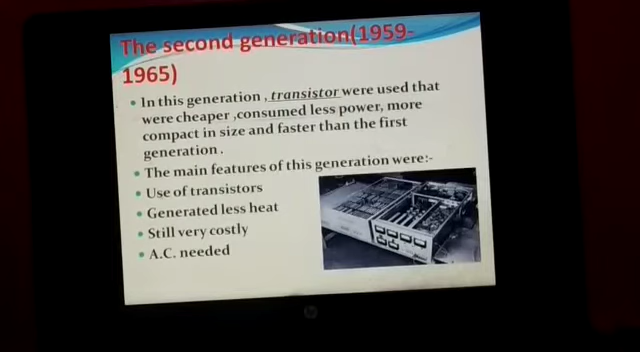 The second generation(1959-
1965)
• In this generation , transistor were used that
were cheaper ,consumed less power, more
compact in size and faster than the first
generation .
• The main features of this generation were:-
• Use of transistors
• Generated less heat
• Still very costly
• A.C. needed
hp